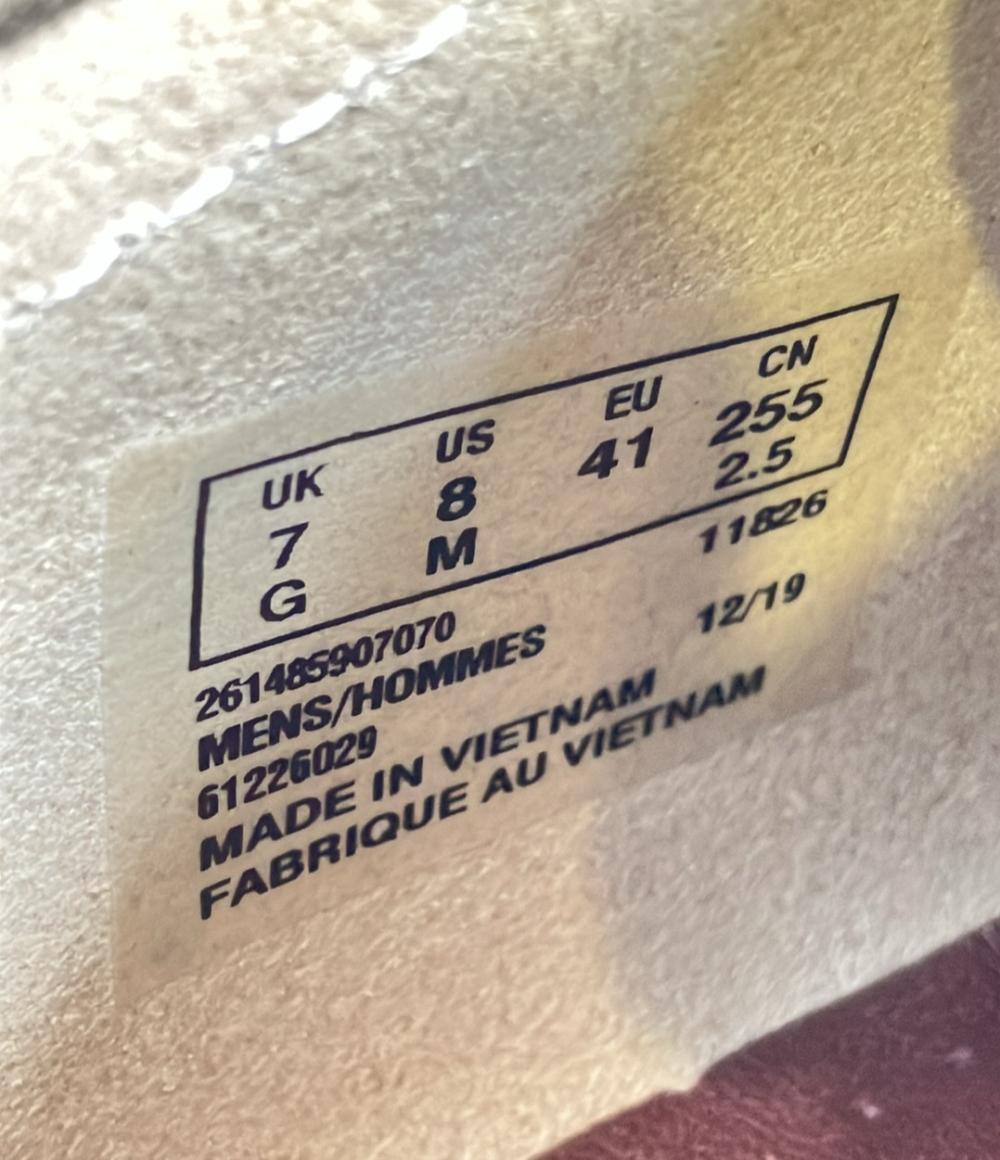 UK US EU CN
7 8 41 255
G M 2.5
261485907070 11826
MENS/HOMMES 12/19
61226029
MADE IN VIETNAM
FABRIQUE AU VIETNAM